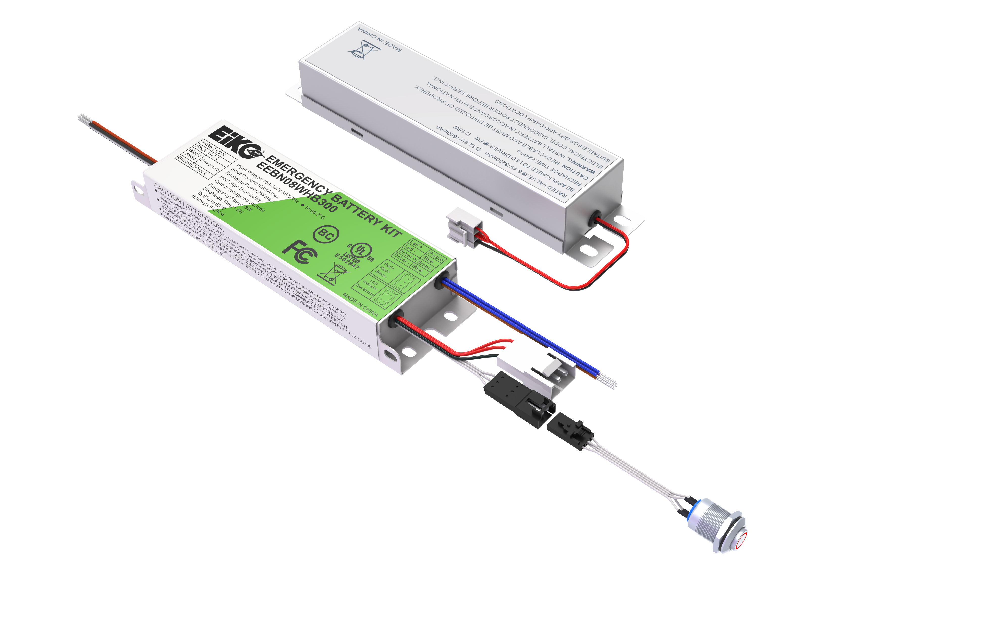 EiKO®
EMERGENCY BATTERY KIT
EEBN08WHB300
White AC N
Black AC L
Black/White Driver L-in
Brown Driver L
Input Voltage:100-347V 50/60Hz
Input Current:100mA max.
Recharge Power:7W max.
Recharge Time:24Hrs
Output Voltage:50-300Vdc
Emergency Power: 8W
Discharge Time:1.5H
Ta:0°C to 60°C
Battery:LiFePO4
• Tc:66.7°C
BC
FC
C UL US
LISTED
E502847
Led + Purple
Led - Blue
Driver + Brown
Driver - Blue
Red+
Red+
Black-
LED
Indicator
Test Button
MADE IN CHINA
CAUTION / ATTENTION:
• This equipment has more than one power supply connection point. To reduce the risk of electric shock
disconnect both the branch circuit-breakers or fuses and emergency power supplies before servicing.
• TO REDUCE THE RISK OF ELECTRIC SHOCK-DISCONNECT BOTH NORMAL AND EMERGENCY
SOURCES BEFORE SERVICING ANY EQUIPMENT CONNECTED TO THIS UNIT.
• FOR USE WITHIN LED LUMINAIRES IDENTIFIED IN THE MANUFACTURER'S INSTALLATION INSTRUCTIONS.
• Max Mounting Height: 18 ft (5.5 m)
RATED VALUE: 6.4V/3200mAh 12.8V/1600mAh
BE APPLICABLE TO LED DRIVER: 8W 15W
RECHARGE TIME:≥24Hrs
CAUTION. RECYCLABLE AND MUST BE DISPOSED OF PROPERLY
WARNING. INSTALL BATTERY IN ACCORDANCE WITH NATIONAL
ELECTRICAL CODE. DISCONNECT POWER BEFORE SERVICING
SUITABLE FOR DRY AND DAMP LOCATIONS
MADE IN CHINA